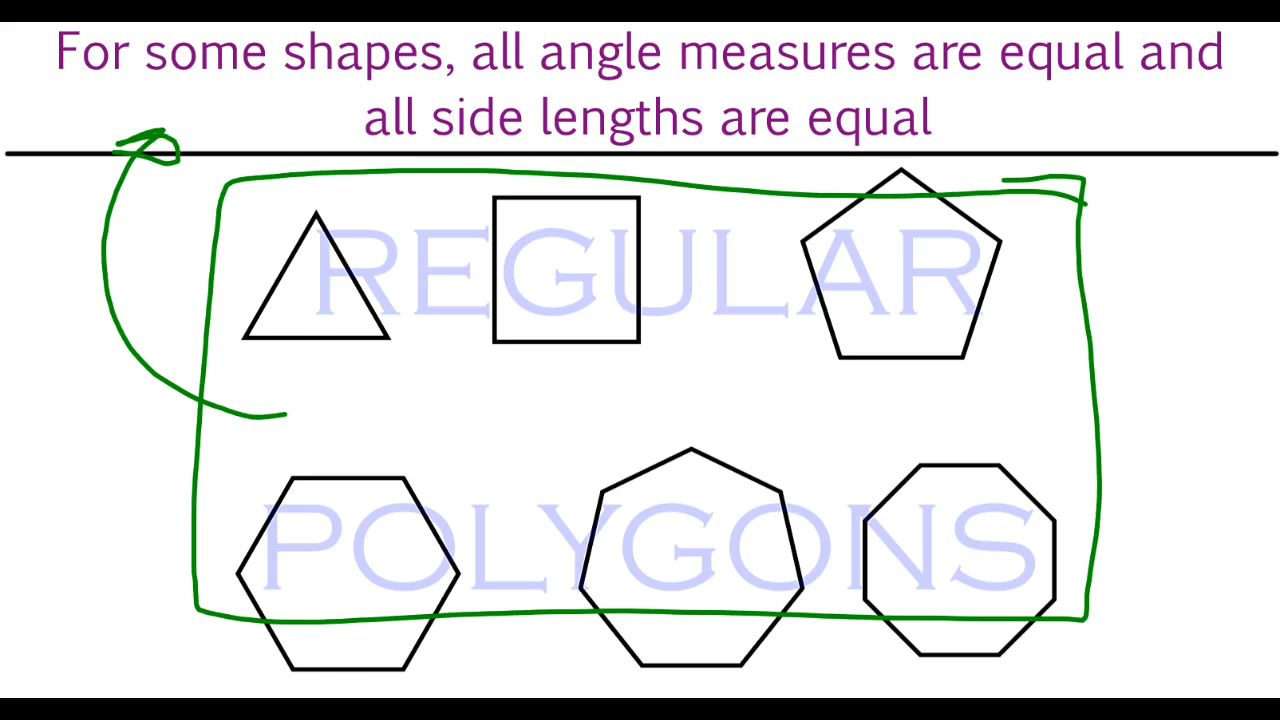 For some shapes, all angle measures are equal and
all side lengths are equal
REGULAR
POLYGONS